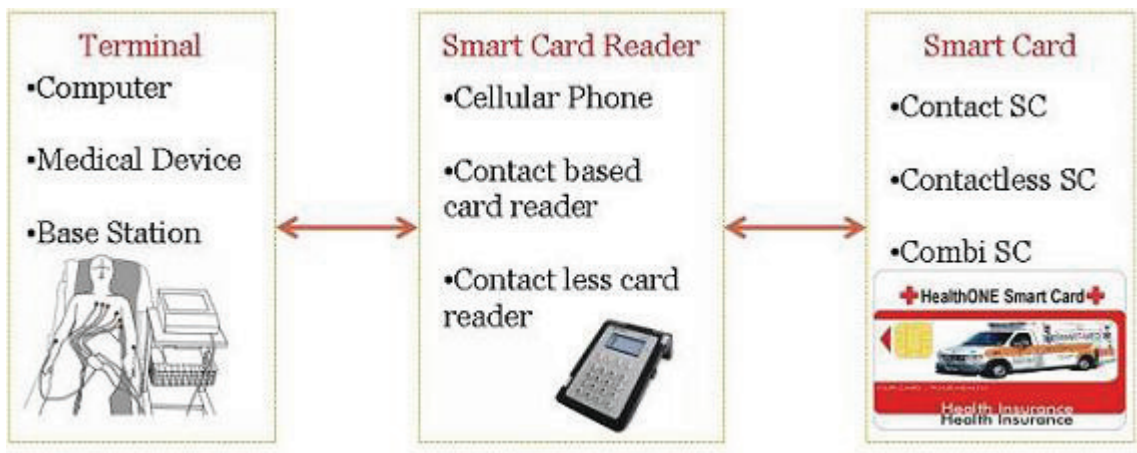 Terminal
•Computer
•Medical Device
•Base Station
Smart Card Reader
•Cellular Phone
•Contact based
card reader
•Contact less card
reader
Smart Card
•Contact SC
•Contactless SC
•Combi SC
HealthONE Smart Card
Health Insurance
Health Insurance